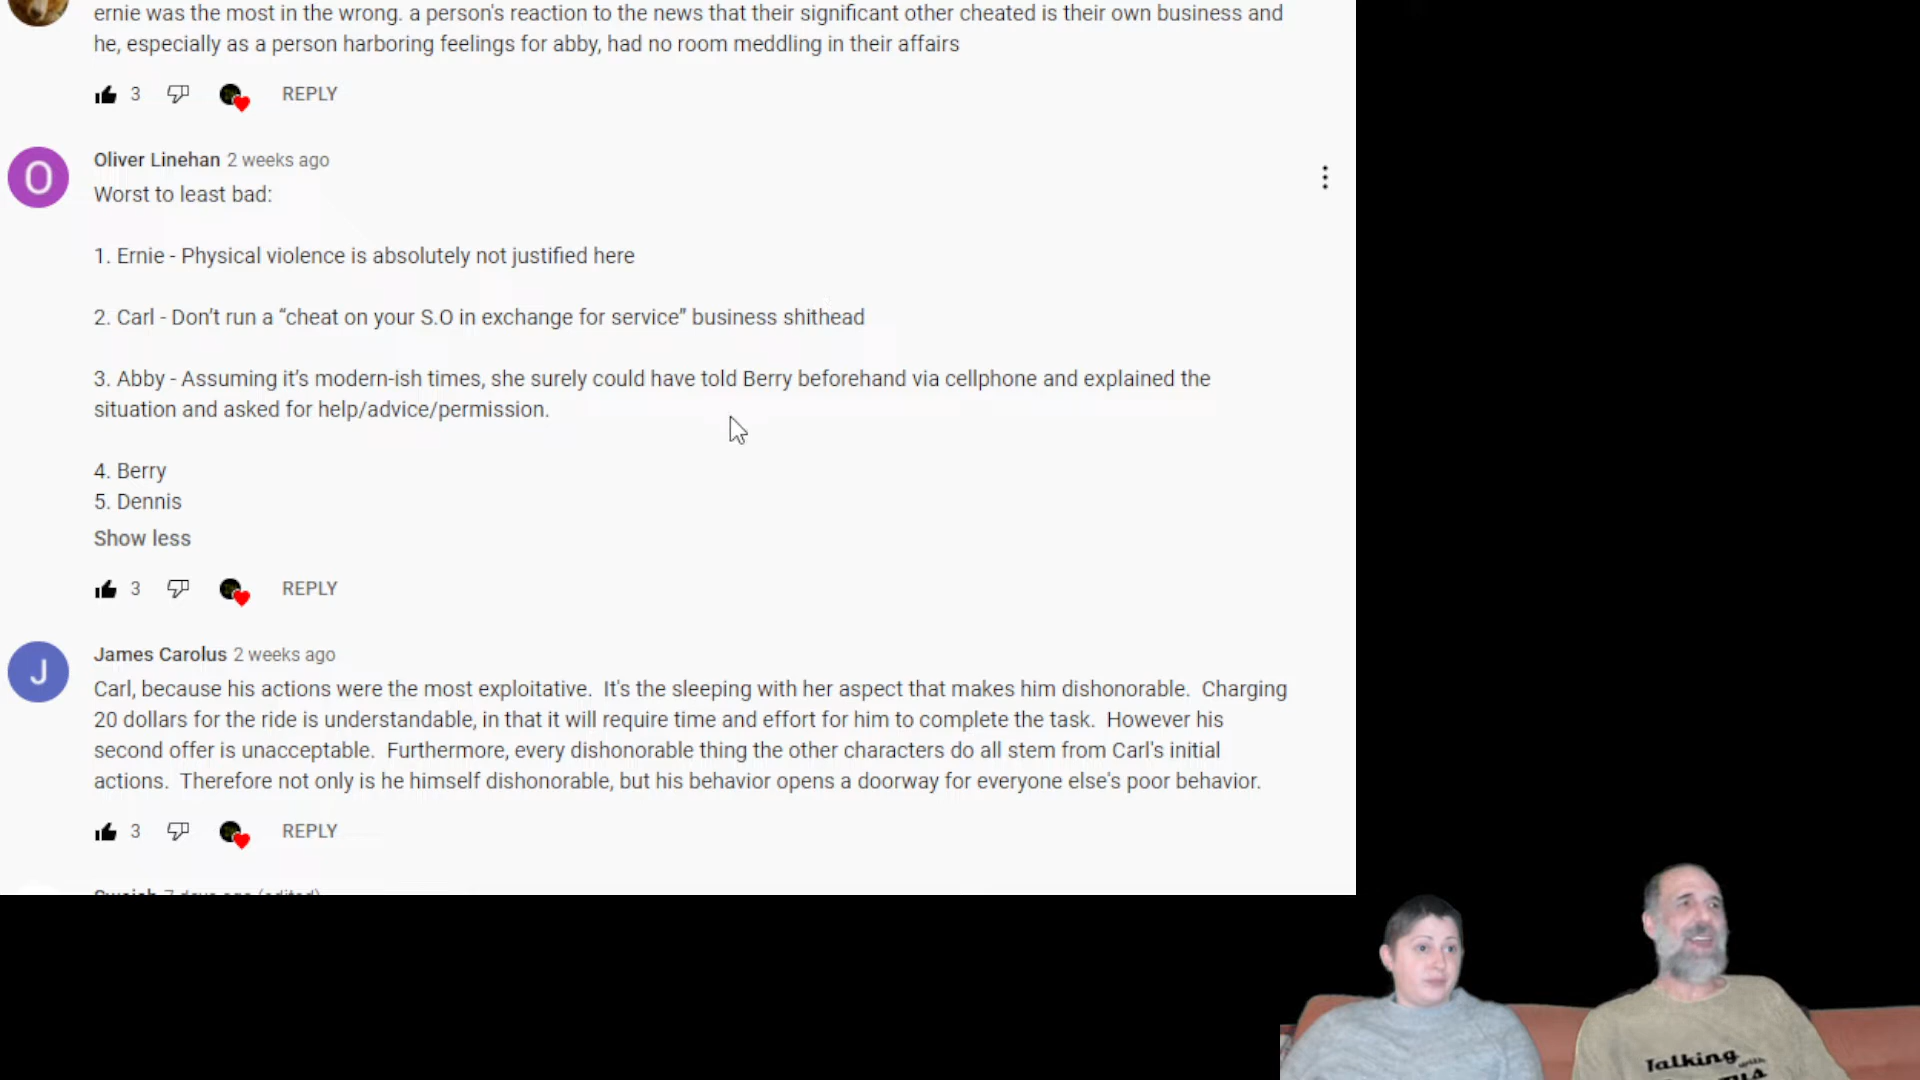 ernie was the most in the wrong. a person's reaction to the news that their significant other cheated is their own business and
he, especially as a person harboring feelings for abby, had no room meddling in their affairs
3 REPLY
O
Oliver Linehan 2 weeks ago
Worst to least bad:
1. Ernie - Physical violence is absolutely not justified here
2. Carl - Don’t run a “cheat on your S.O in exchange for service” business shithead
3. Abby - Assuming it’s modern-ish times, she surely could have told Berry beforehand via cellphone and explained the
situation and asked for help/advice/permission.
4. Berry
5. Dennis
Show less
3 REPLY
J
James Carolus 2 weeks ago
Carl, because his actions were the most exploitative.  It's the sleeping with her aspect that makes him dishonorable.  Charging
20 dollars for the ride is understandable, in that it will require time and effort for him to complete the task.  However his
second offer is unacceptable.  Furthermore, every dishonorable thing the other characters do all stem from Carl's initial
actions.  Therefore not only is he himself dishonorable, but his behavior opens a doorway for everyone else's poor behavior.
3 REPLY
7 days ago (edited)
Talking with